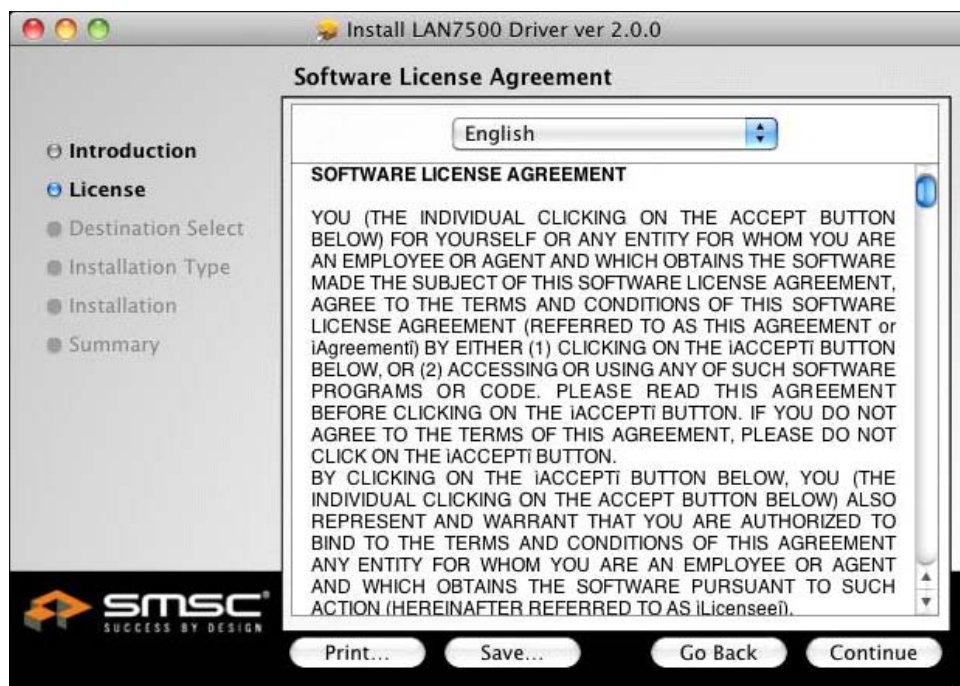 Install LAN7500 Driver ver 2.0.0
Software License Agreement
Introduction
License
Destination Select
Installation Type
Installation
Summary
English
SOFTWARE LICENSE AGREEMENT
YOU (THE INDIVIDUAL CLICKING ON THE ACCEPT BUTTON
BELOW) FOR YOURSELF OR ANY ENTITY FOR WHOM YOU ARE
AN EMPLOYEE OR AGENT AND WHICH OBTAINS THE SOFTWARE
MADE THE SUBJECT OF THIS SOFTWARE LICENSE AGREEMENT,
AGREE TO THE TERMS AND CONDITIONS OF THIS SOFTWARE
LICENSE AGREEMENT (REFERRED TO AS THIS AGREEMENT or
ìAgreementî) BY EITHER (1) CLICKING ON THE ìACCEPTî BUTTON
BELOW, OR (2) ACCESSING OR USING ANY OF SUCH SOFTWARE
PROGRAMS OR CODE. PLEASE READ THIS AGREEMENT
BEFORE CLICKING ON THE ìACCEPTî BUTTON. IF YOU DO NOT
AGREE TO THE TERMS OF THIS AGREEMENT, PLEASE DO NOT
CLICK ON THE ìACCEPTî BUTTON.
BY CLICKING ON THE ìACCEPTî BUTTON BELOW, YOU (THE
INDIVIDUAL CLICKING ON THE ACCEPT BUTTON BELOW) ALSO
REPRESENT AND WARRANT THAT YOU ARE AUTHORIZED TO
BIND TO THE TERMS AND CONDITIONS OF THIS AGREEMENT
ANY ENTITY FOR WHOM YOU ARE AN EMPLOYEE OR AGENT
AND WHICH OBTAINS THE SOFTWARE PURSUANT TO SUCH
ACTION (HEREINAFTER REFERRED TO AS ìLicenseeî).
smsc
SUCCESS BY DESIGN
Print...
Save...
Go Back
Continue